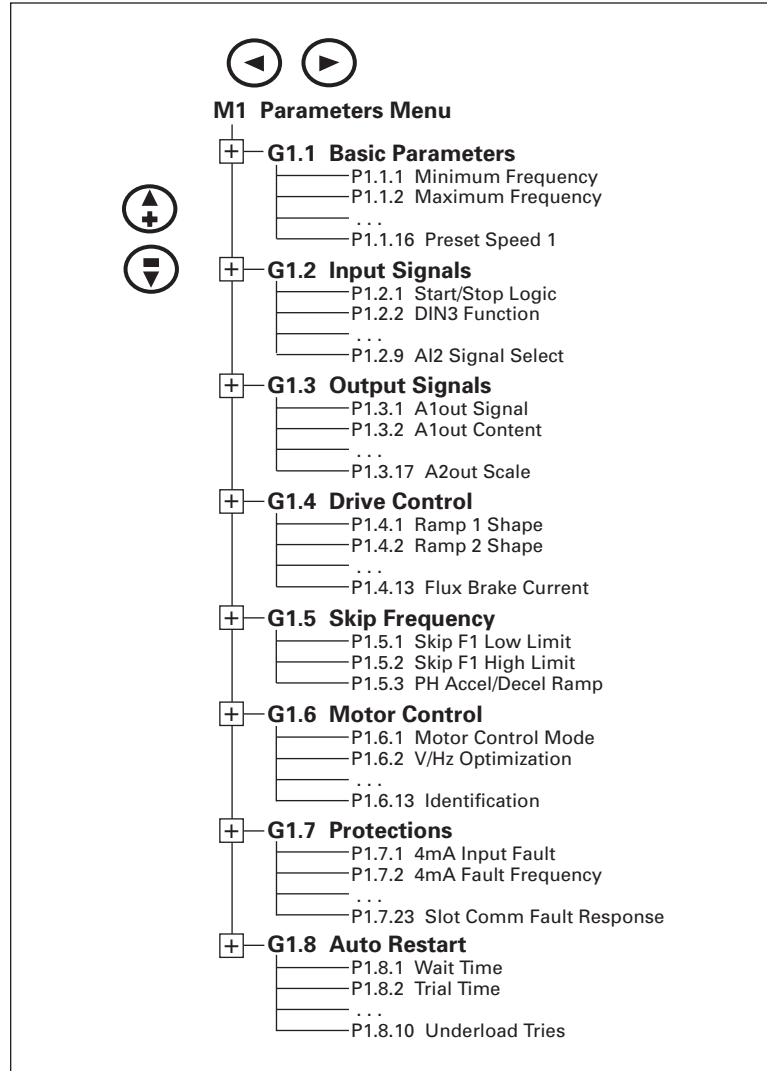 M1 Parameters Menu
+ G1.1 Basic Parameters
P1.1.1 Minimum Frequency
P1.1.2 Maximum Frequency
. . .
P1.1.16 Preset Speed 1
+ G1.2 Input Signals
P1.2.1 Start/Stop Logic
P1.2.2 DIN3 Function
. . .
P1.2.9 AI2 Signal Select
+ G1.3 Output Signals
P1.3.1 A1out Signal
P1.3.2 A1out Content
. . .
P1.3.17 A2out Scale
+ G1.4 Drive Control
P1.4.1 Ramp 1 Shape
P1.4.2 Ramp 2 Shape
. . .
P1.4.13 Flux Brake Current
+ G1.5 Skip Frequency
P1.5.1 Skip F1 Low Limit
P1.5.2 Skip F1 High Limit
P1.5.3 PH Accel/Decel Ramp
+ G1.6 Motor Control
P1.6.1 Motor Control Mode
P1.6.2 V/Hz Optimization
. . .
P1.6.13 Identification
+ G1.7 Protections
P1.7.1 4mA Input Fault
P1.7.2 4mA Fault Frequency
. . .
P1.7.23 Slot Comm Fault Response
+ G1.8 Auto Restart
P1.8.1 Wait Time
P1.8.2 Trial Time
. . .
P1.8.10 Underload Tries